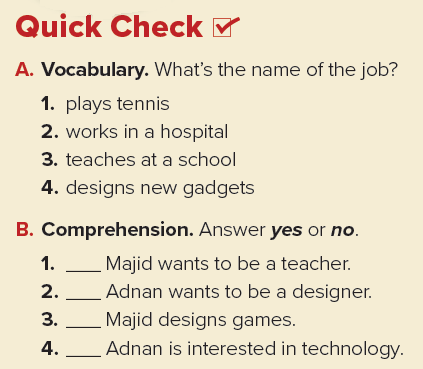 Quick Check
A. Vocabulary. What's the name of the job?
1. plays tennis
2. works in a hospital
3. teaches at a school
4. designs new gadgets
B. Comprehension. Answer yes or no.
1. ____ Majid wants to be a teacher.
2. ____ Adnan wants to be a designer.
3. ____ Majid designs games.
4. ____ Adnan is interested in technology.